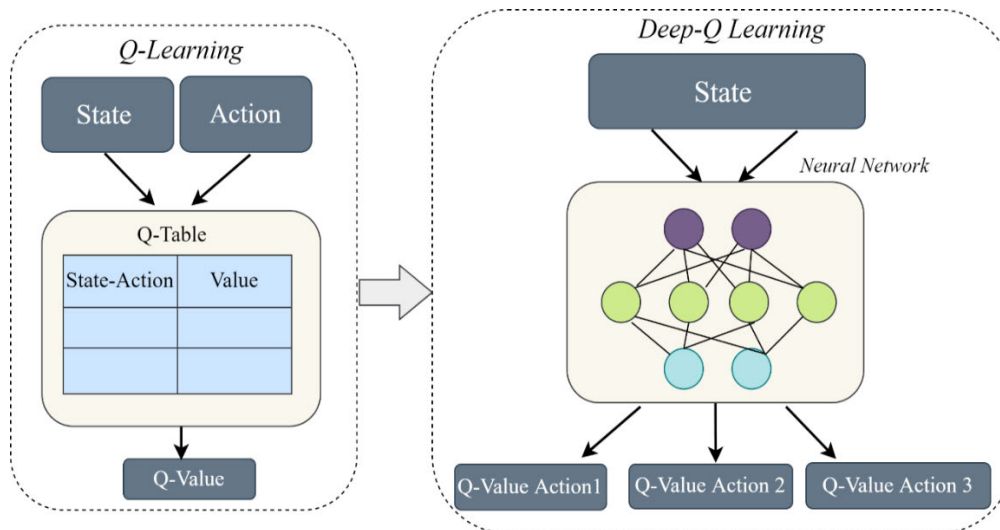 Q-Learning
State
Action
Q-Table
State-Action
Value
Q-Value
Deep-Q Learning
State
Neural Network
Q-Value Action1
Q-Value Action 2
Q-Value Action 3